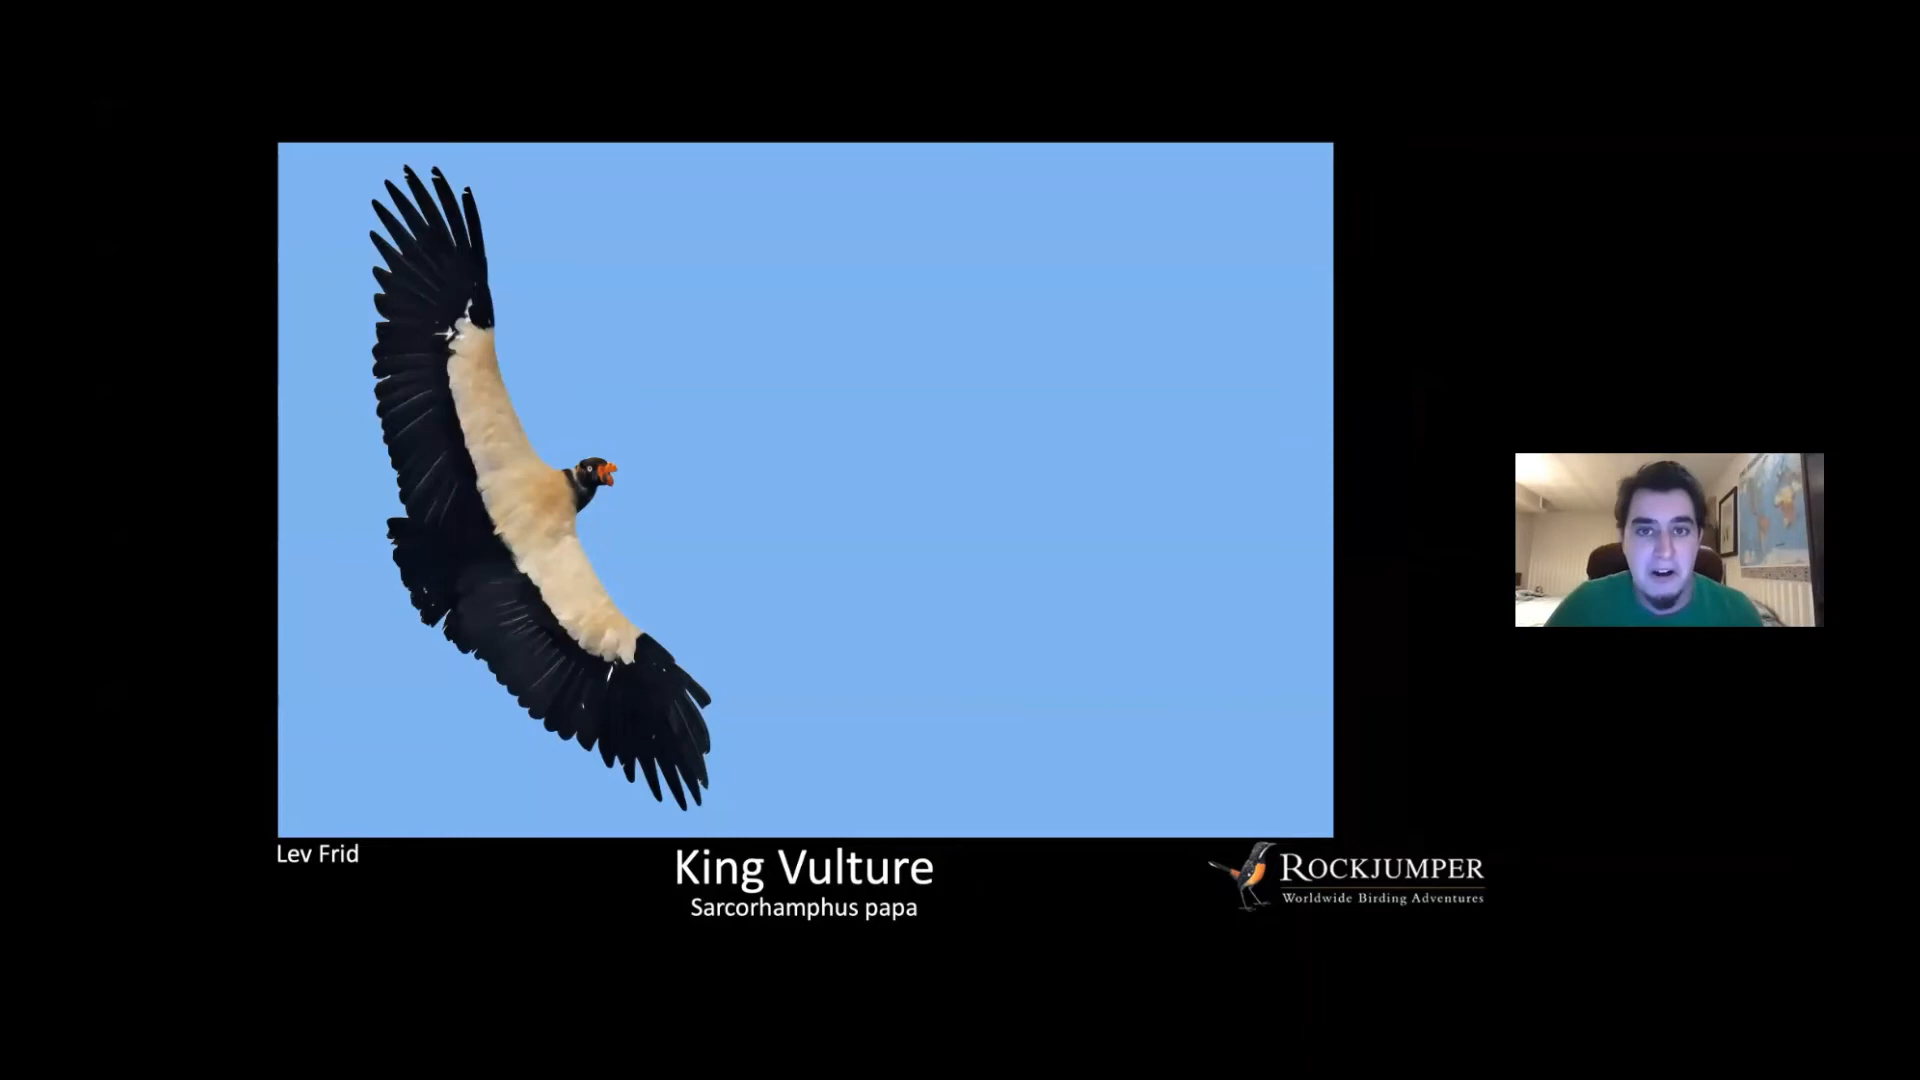 Lev Frid
King Vulture
Sarcorhamphus papa
ROCKJUMPER
Worldwide Birding Adventures